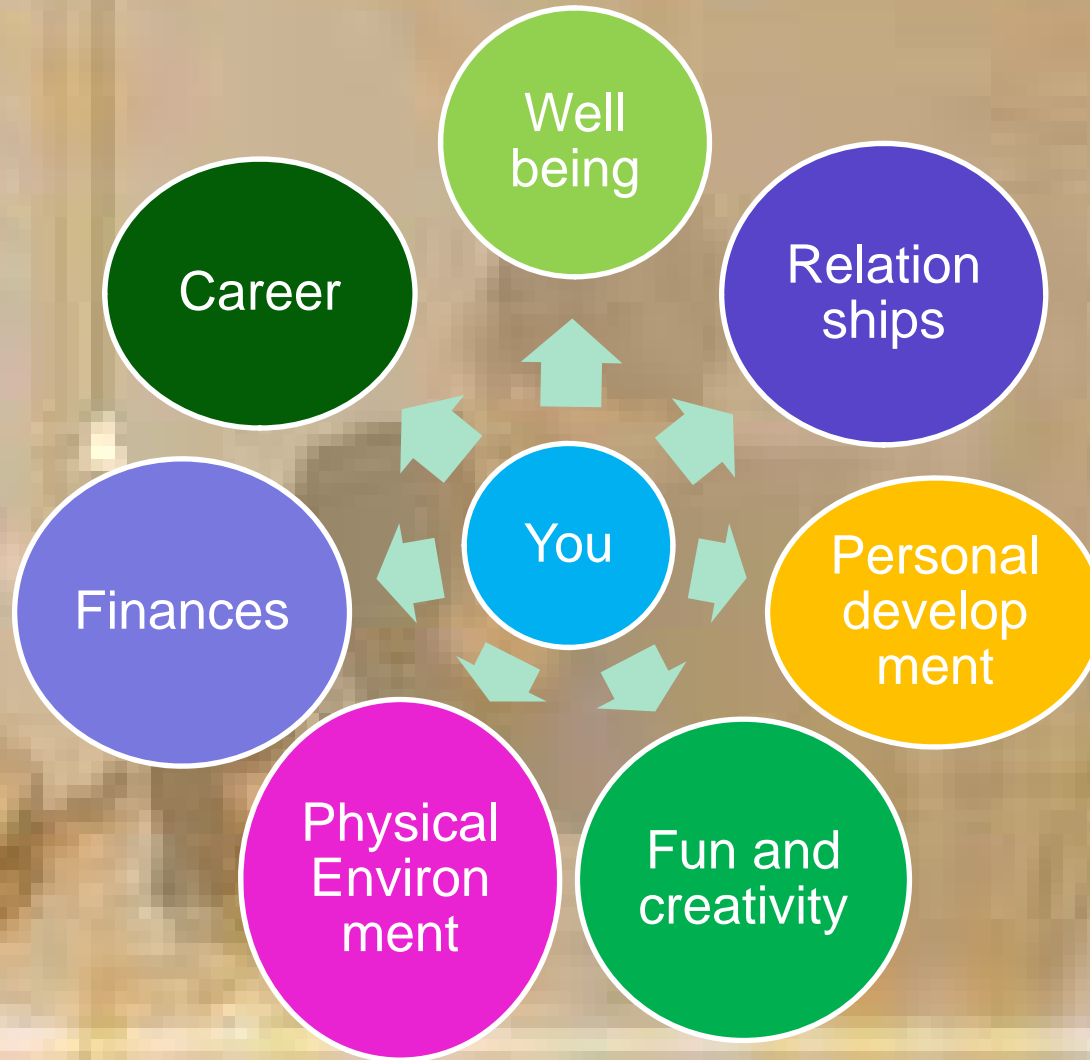 Well
being
Relation
ships
Personal
develop
ment
Fun and
creativity
Physical
Environ
ment
Finances
Career
You